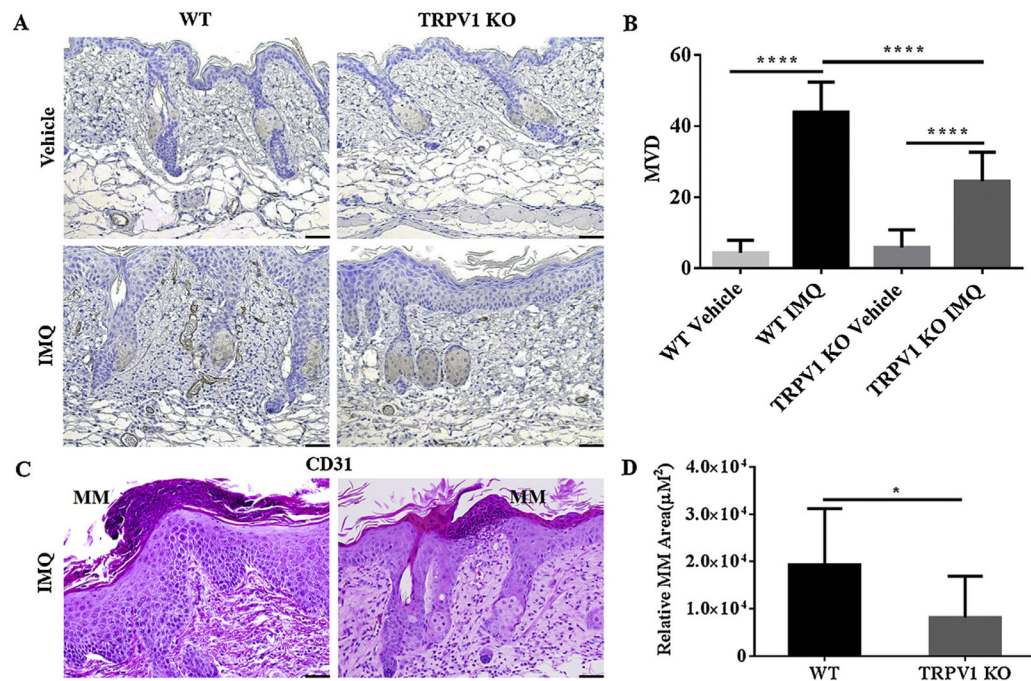 A
WT
TRPV1 KO
Vehicle
IMQ
CD31
B
MVD
60
40
20
0
****
****
****
WT Vehicle
WT IMQ
TRPV1 KO Vehicle
TRPV1 KO IMQ
C
IMQ
MM
MM
D
Relative MM Area(μM²)
4.0×10⁴
3.0×10⁴
2.0×10⁴
1.0×10⁴
0
*
WT
TRPV1 KO